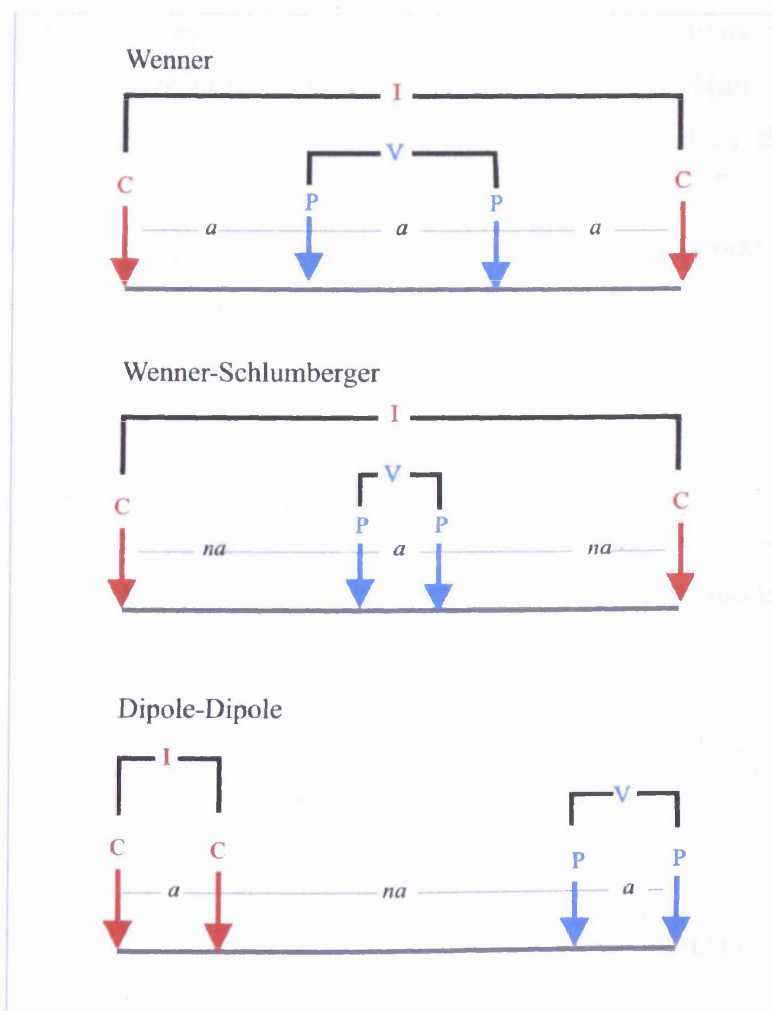 Wenner
I
V
C C
P P
a a a
Wenner-Schlumberger
I
V
C C
P P
na a na
Dipole-Dipole
I
V
C C P P
a na a